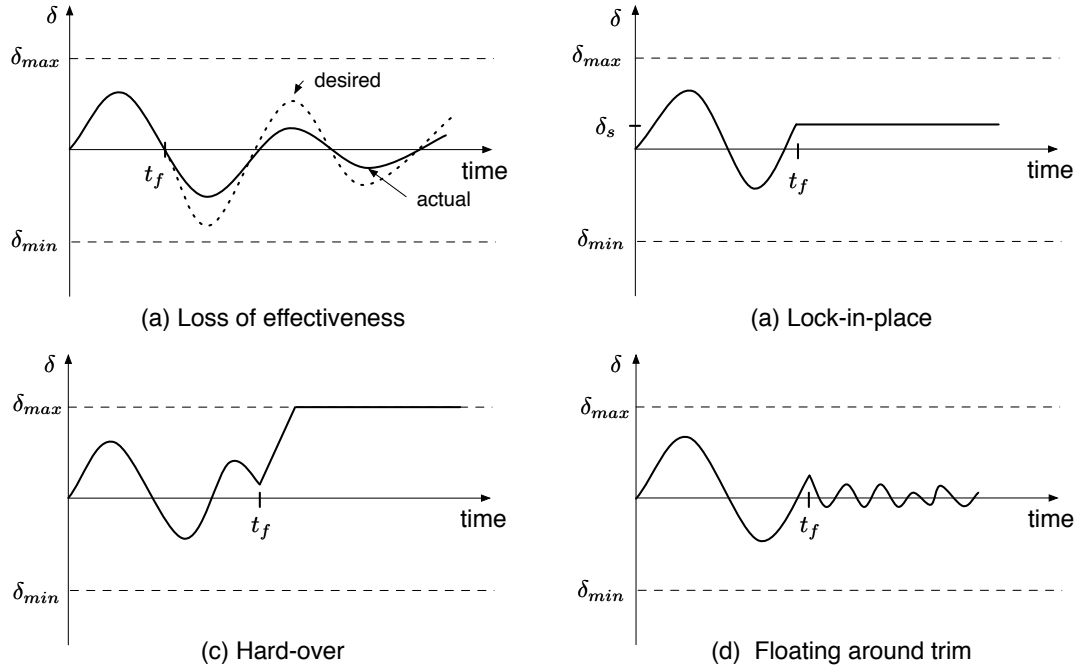 δ
δmax
desired
tf
time
actual
δmin
(a) Loss of effectiveness
δ
δmax
δs
tf
time
δmin
(a) Lock-in-place
δ
δmax
tf
time
δmin
(c) Hard-over
δ
δmax
tf
time
δmin
(d) Floating around trim